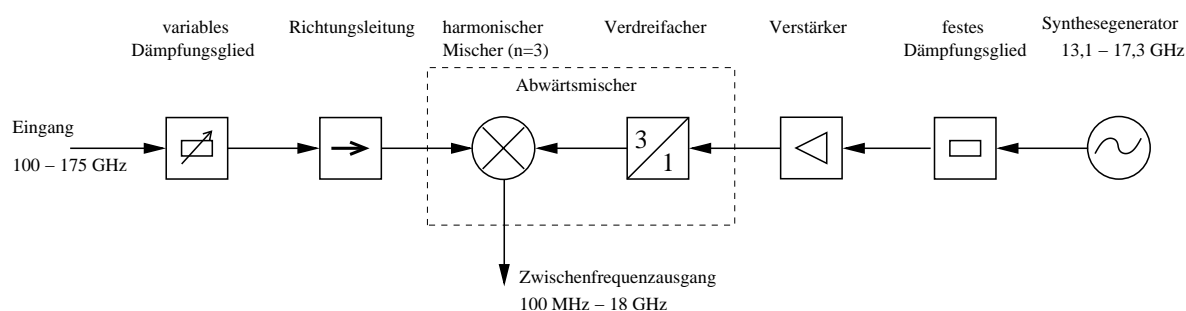 variables
Dämpfungsglied
Richtungsleitung
harmonischer
Mischer (n=3)
Verdreifacher
Verstärker
festes
Dämpfungsglied
Synthesegenerator
13,1 – 17,3 GHz
Abwärtsmischer
Eingang
100 – 175 GHz
3
1
Zwischenfrequenzausgang
100 MHz – 18 GHz